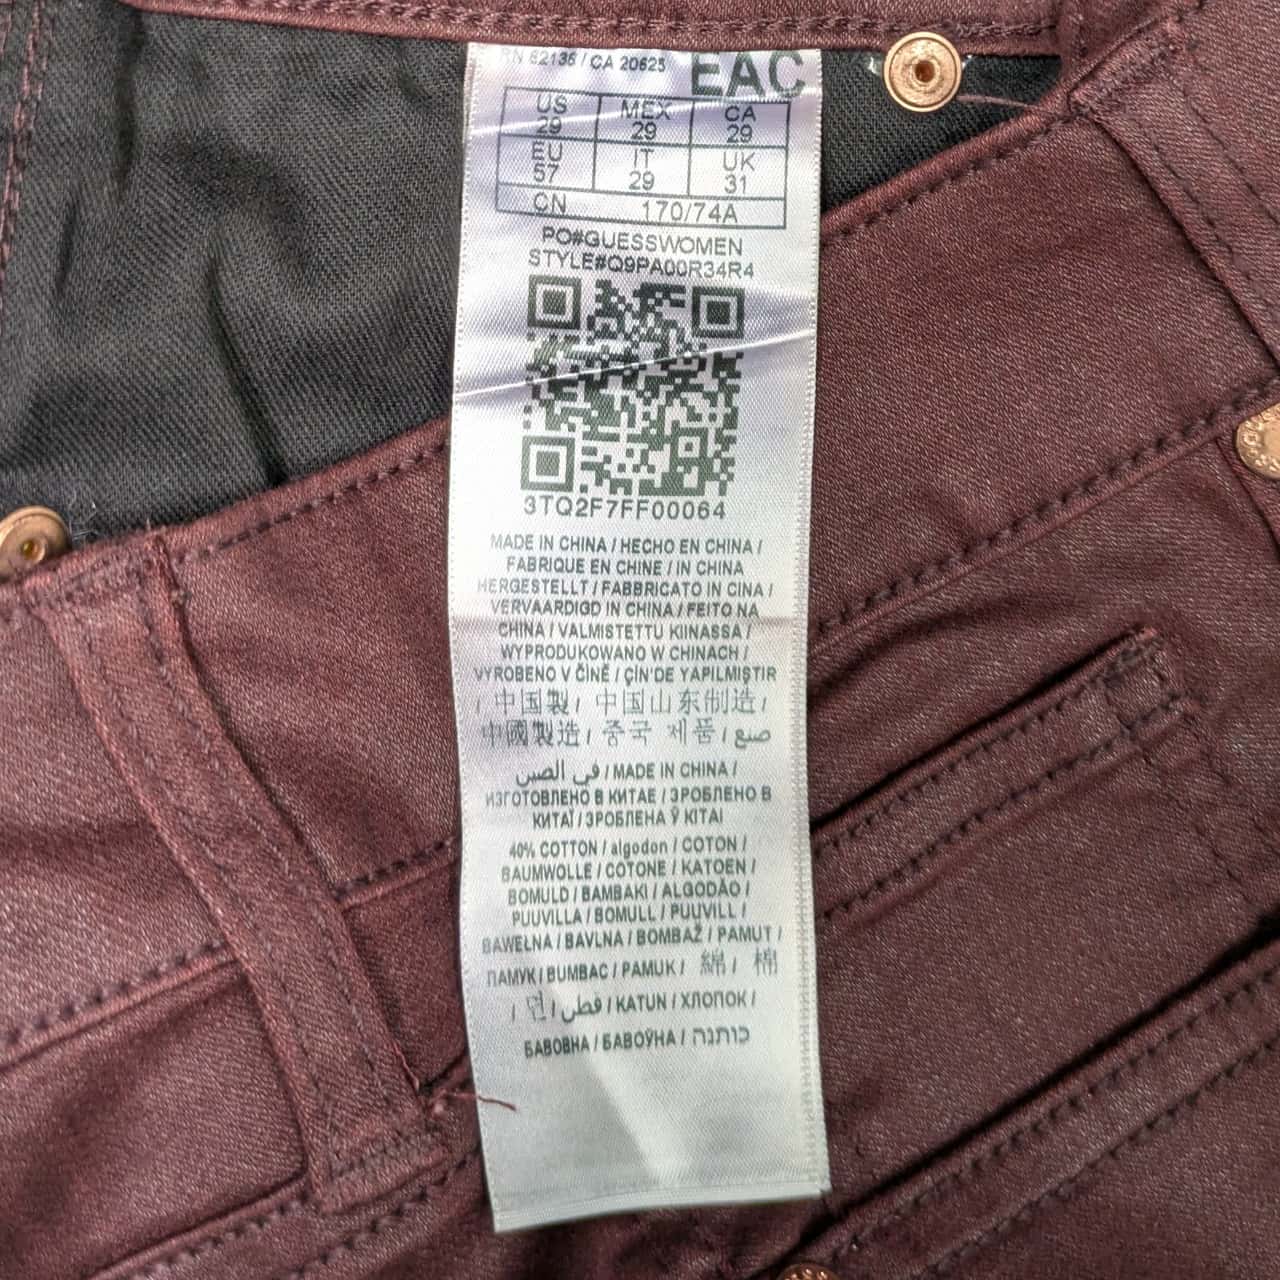 RN 62136 / CA 20625
EAC
US MEX CA
29 29 29
EU IT UK
57 29 31
CN 170/74A
PO#GUESSWOMEN
STYLE#Q9PA00R34R4
3TQ2F7FF00064
MADE IN CHINA / HECHO EN CHINA /
FABRIQUE EN CHINE / IN CHINA
HERGESTELLT / FABBRICATO IN CINA /
VERVAARDIGD IN CHINA / FEITO NA
CHINA / VALMISTETTU KIINASSA /
WYPRODUKOWANO W CHINACH /
VYROBENO V ČÍNĚ / ÇİN'DE YAPILMIŞTIR
/ 中国製 / 中国山东制造 /
中國製造 / 중국 제품 / صنع
في الصين / MADE IN CHINA /
ИЗГОТОВЛЕНО В КИТАЕ / ЗРОБЛЕНО В
КИТАЇ / ЗРОБЛЕНА Ў КІТАІ
40% COTTON / algodon / COTON /
BAUMWOLLE / COTONE / KATOEN /
BOMULD / BAMBAKI / ALGODÃO /
PUUVILLA / BOMULL / PUUVILL /
BAWEŁNA / BAVLNA / BOMBAŽ / PAMUT /
ПАМУК / BUMBAC / PAMUK / 綿 / 棉
/ 면 / قطن / KATUN / ХЛОПОК /
БАВОВНА / БАВОЎНА / כותנה